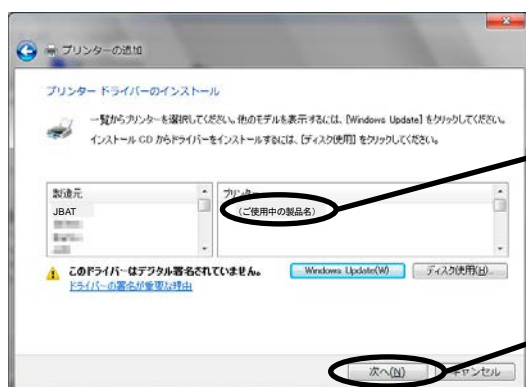 プリンターの追加
プリンター ドライバーのインストール
一覧からプリンターを選択してください。他のモデルを表示するには、[Windows Update] をクリックしてください。
インストール CD からドライバーをインストールするには、[ディスク使用] をクリックしてください。
製造元
プリンター
JBAT
(ご使用中の製品名)
このドライバーはデジタル署名されていません。
ドライバーの署名が重要な理由
Windows Update(W)
ディスク使用(H)...
次へ(N)
キャンセル